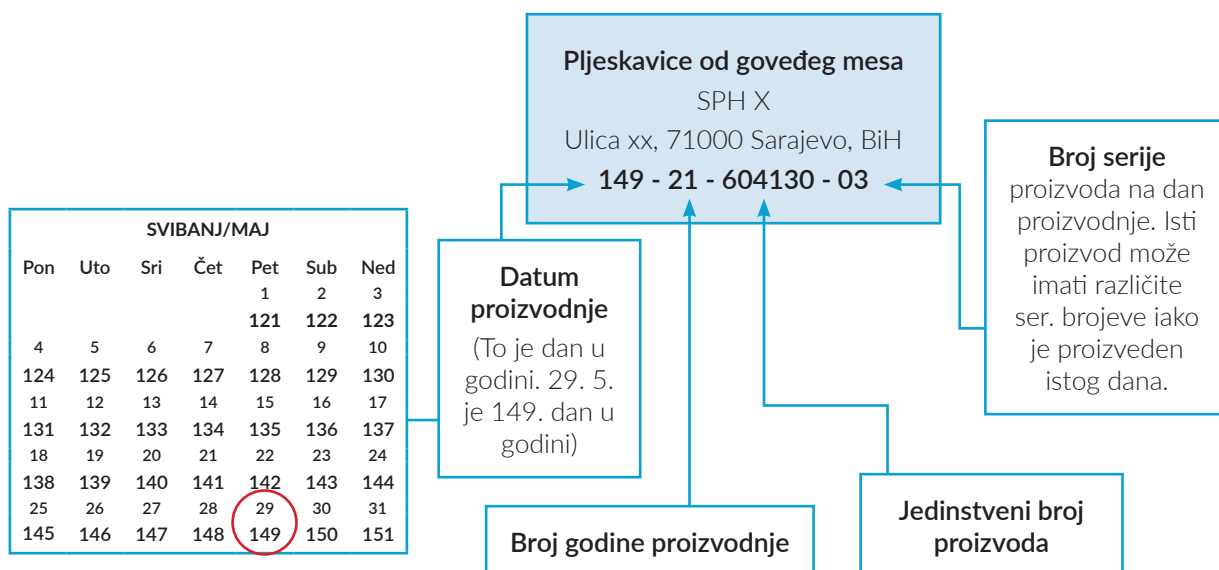 Pljeskavice od goveđeg mesa
SPH X
Ulica xx, 71000 Sarajevo, BiH
149 - 21 - 604130 - 03
Broj serije
proizvoda na dan
proizvodnje. Isti
proizvod može
imati različite
ser. brojeve iako
je proizveden
istog dana.
SVIBANJ/MAJ
Pon Uto Sri Čet Pet Sub Ned
1 2 3
121 122 123
4 5 6 7 8 9 10
124 125 126 127 128 129 130
11 12 13 14 15 16 17
131 132 133 134 135 136 137
18 19 20 21 22 23 24
138 139 140 141 142 143 144
25 26 27 28 29 30 31
145 146 147 148 149 150 151
Datum
proizvodnje
(To je dan u
godini. 29. 5.
je 149. dan u
godini)
Broj godine proizvodnje
Jedinstveni broj
proizvoda